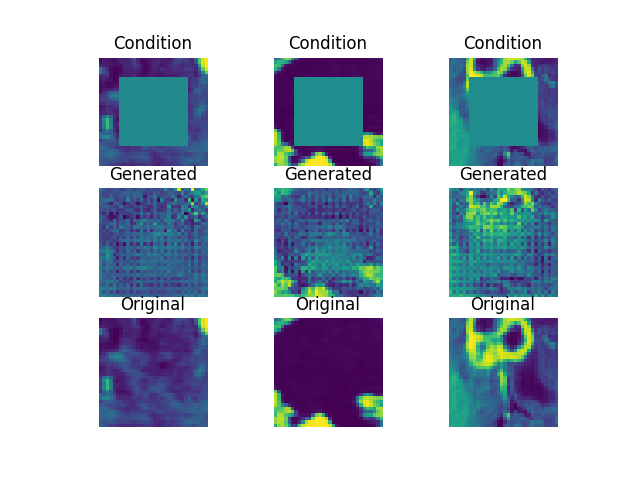 Condition Condition Condition
Generated Generated Generated
Original Original Original